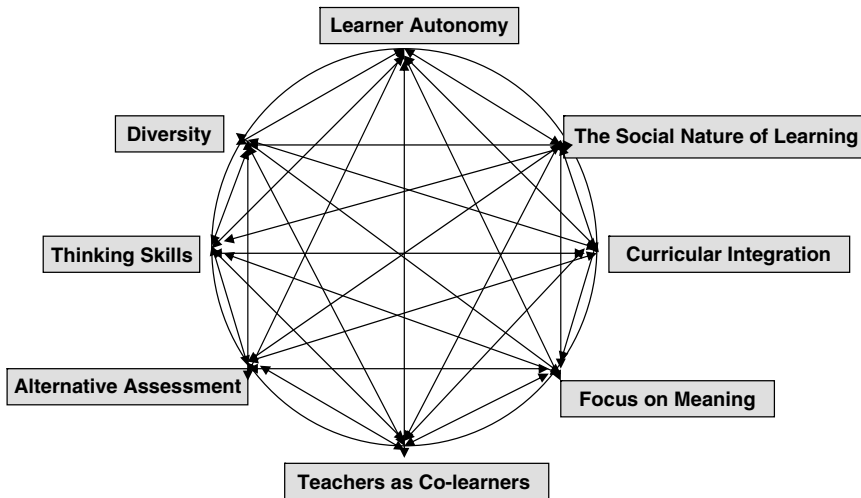 Learner Autonomy
Diversity
The Social Nature of Learning
Thinking Skills
Curricular Integration
Alternative Assessment
Focus on Meaning
Teachers as Co-learners